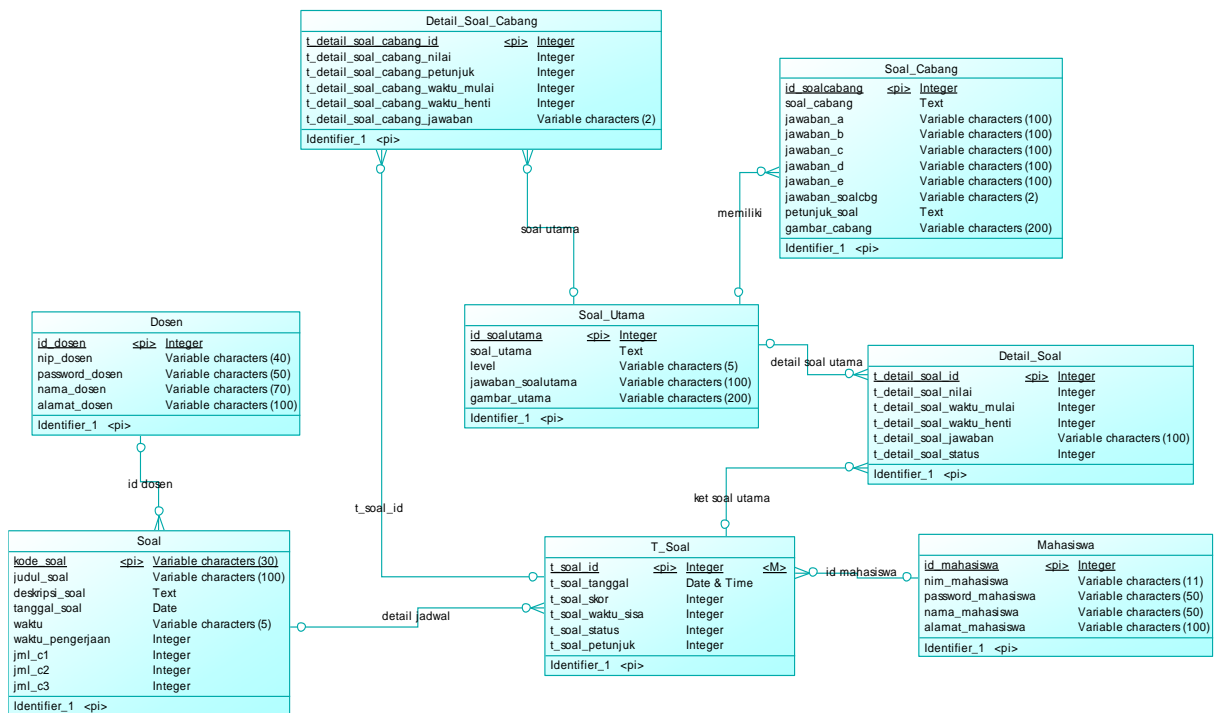 Detail_Soal_Cabang
t_detail_soal_cabang_id <pi> Integer
t_detail_soal_cabang_nilai Integer
t_detail_soal_cabang_petunjuk Integer
t_detail_soal_cabang_waktu_mulai Integer
t_detail_soal_cabang_waktu_henti Integer
t_detail_soal_cabang_jawaban Variable characters (2)
Identifier_1 <pi>
Soal_Cabang
id_soalcabang <pi> Integer
soal_cabang Text
jawaban_a Variable characters (100)
jawaban_b Variable characters (100)
jawaban_c Variable characters (100)
jawaban_d Variable characters (100)
jawaban_e Variable characters (100)
jawaban_soalcbg Variable characters (2)
petunjuk_soal Text
gambar_cabang Variable characters (200)
Identifier_1 <pi>
memiliki
soal utama
Dosen
id_dosen <pi> Integer
nip_dosen Variable characters (40)
password_dosen Variable characters (50)
nama_dosen Variable characters (70)
alamat_dosen Variable characters (100)
Identifier_1 <pi>
Soal_Utama
id_soalutama <pi> Integer
soal_utama Text
level Variable characters (5)
jawaban_soalutama Variable characters (100)
gambar_utama Variable characters (200)
Identifier_1 <pi>
detail soal utama
Detail_Soal
t_detail_soal_id <pi> Integer
t_detail_soal_nilai Integer
t_detail_soal_waktu_mulai Integer
t_detail_soal_waktu_henti Integer
t_detail_soal_jawaban Variable characters (100)
t_detail_soal_status Integer
Identifier_1 <pi>
id dosen
t_soal_id
ket soal utama
Soal
kode_soal <pi> Variable characters (30)
judul_soal Variable characters (100)
deskripsi_soal Text
tanggal_soal Date
waktu Variable characters (5)
waktu_pengerjaan Integer
jml_c1 Integer
jml_c2 Integer
jml_c3 Integer
Identifier_1 <pi>
detail jadwal
T_Soal
t_soal_id <pi> Integer <M>
t_soal_tanggal Date & Time
t_soal_skor Integer
t_soal_waktu_sisa Integer
t_soal_status Integer
t_soal_petunjuk Integer
Identifier_1 <pi>
id mahasiswa
Mahasiswa
id_mahasiswa <pi> Integer
nim_mahasiswa Variable characters (11)
password_mahasiswa Variable characters (50)
nama_mahasiswa Variable characters (50)
alamat_mahasiswa Variable characters (100)
Identifier_1 <pi>